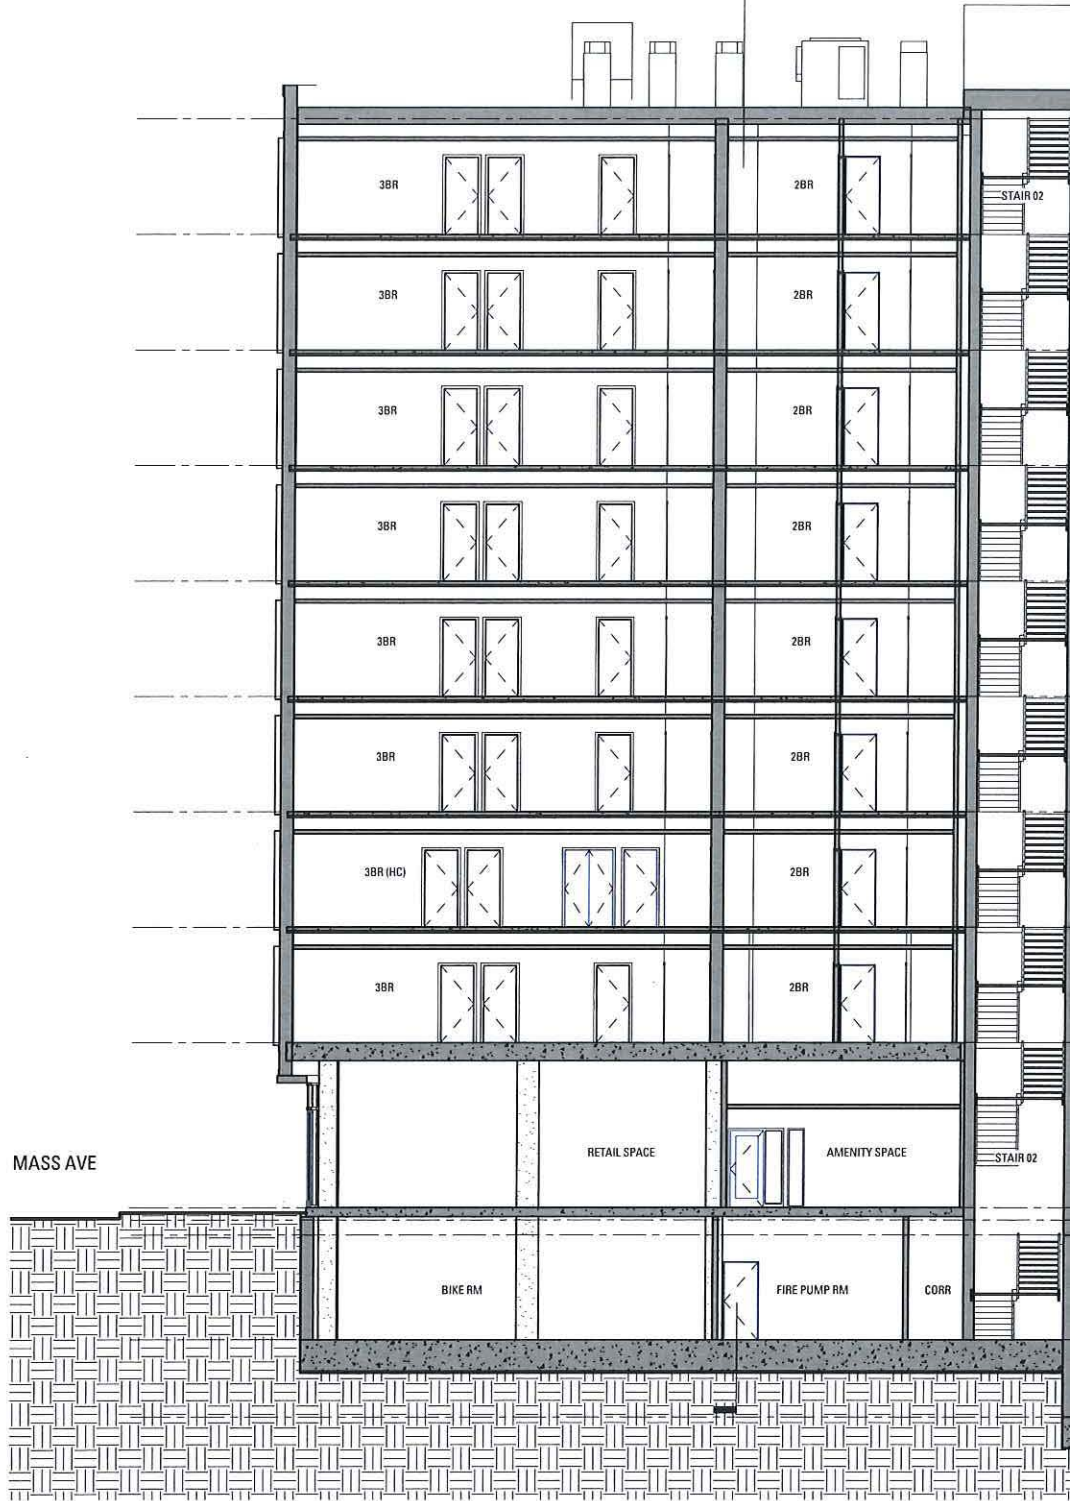 3BR
2BR
STAIR 02
3BR
2BR
3BR
2BR
3BR
2BR
3BR
2BR
3BR
2BR
3BR (HC)
2BR
3BR
2BR
RETAIL SPACE
AMENITY SPACE
STAIR 02
MASS AVE
BIKE RM
FIRE PUMP RM
CORR